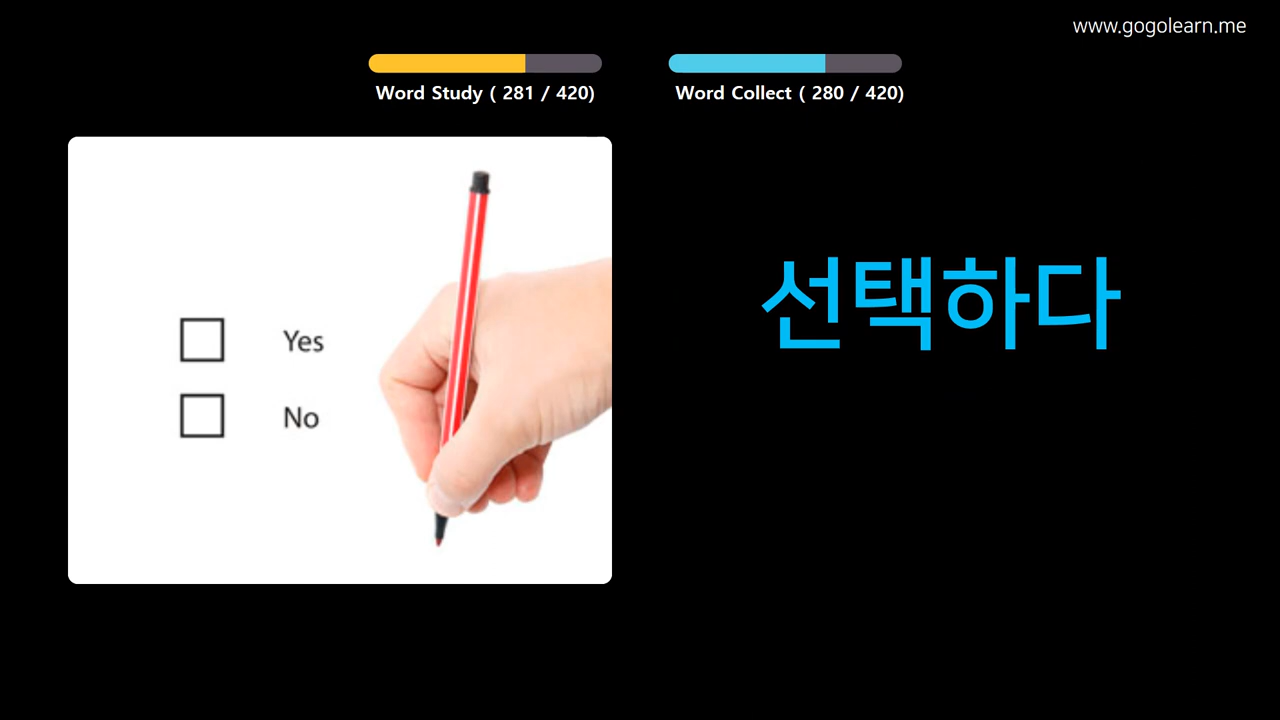 www.gogolearn.me
Word Study ( 281 / 420)
Word Collect ( 280 / 420)
Yes
No
선택하다